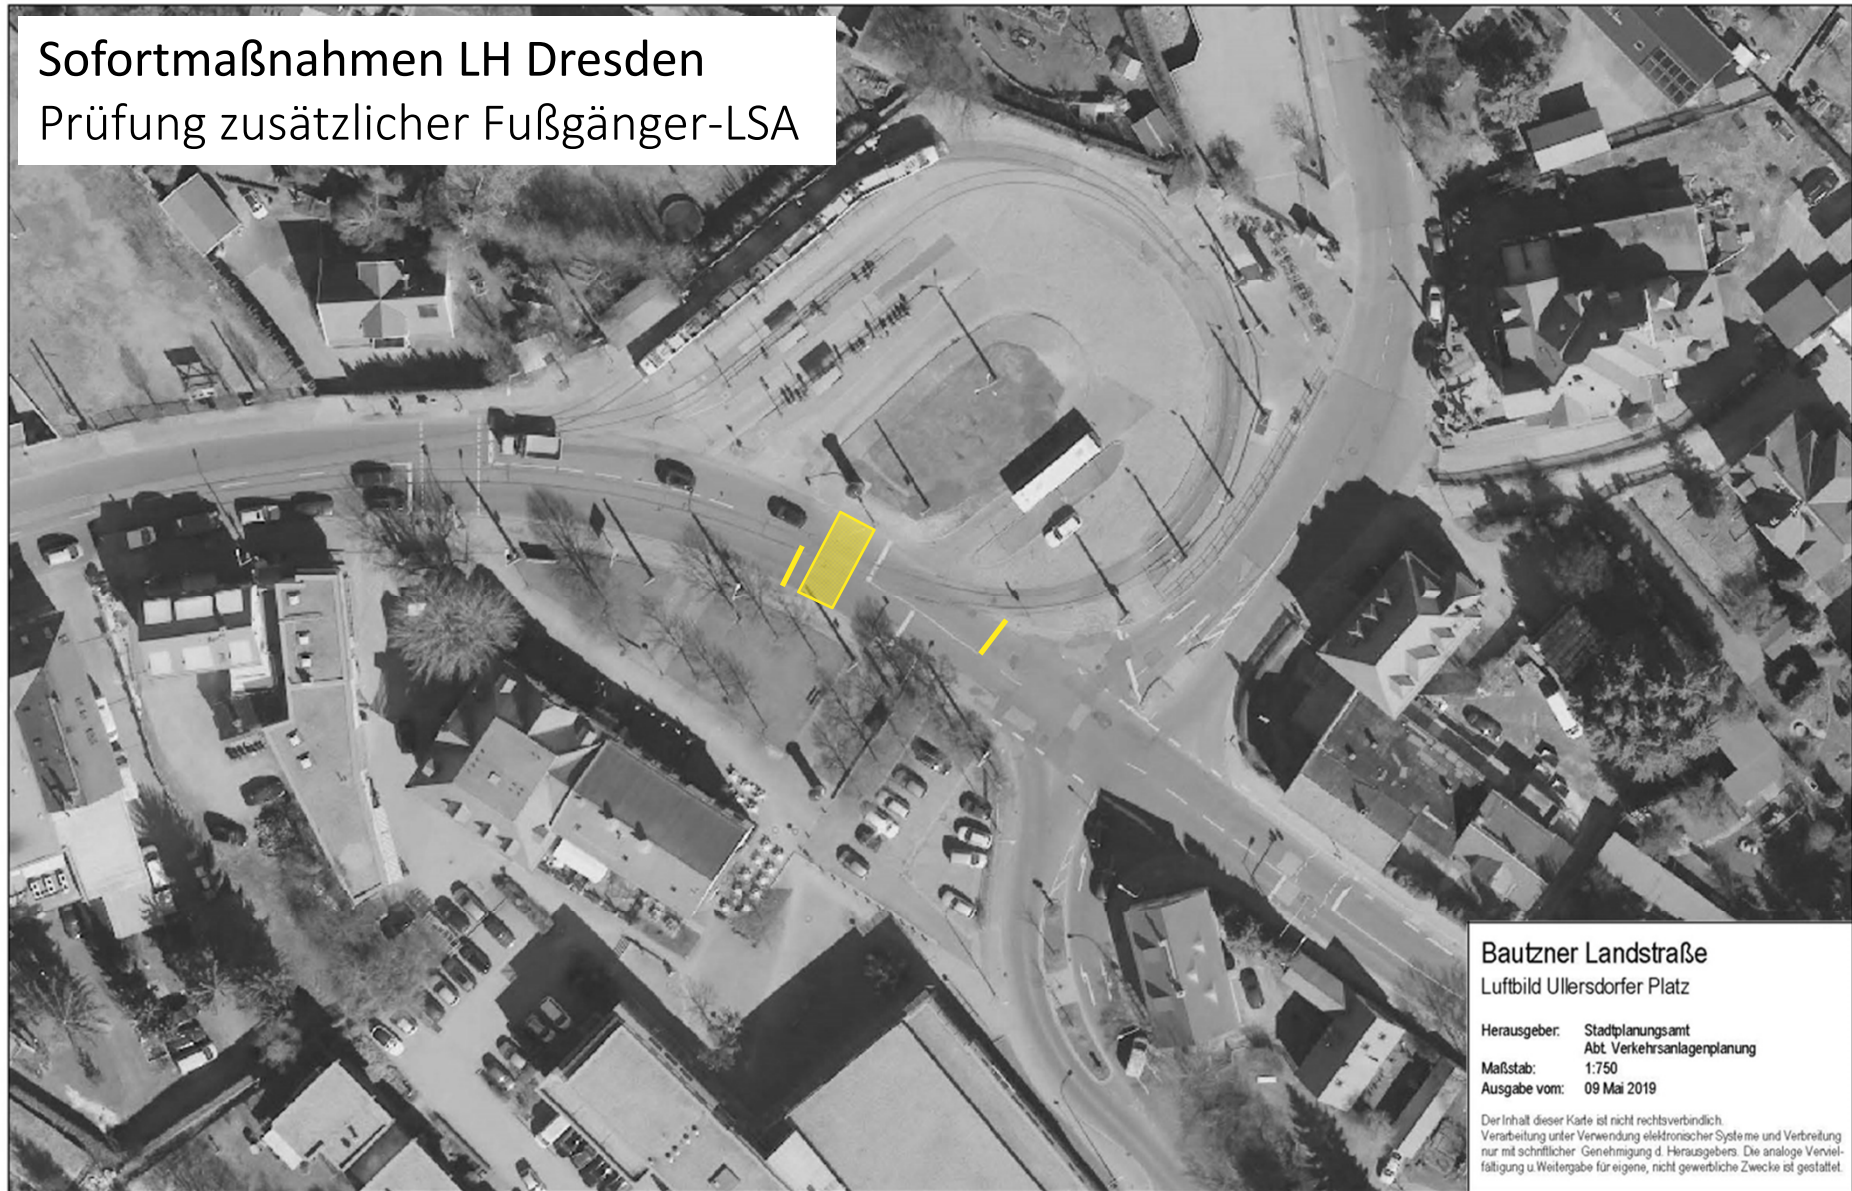 Sofortmaßnahmen LH Dresden
Prüfung zusätzlicher Fußgänger-LSA
Bautzner Landstraße
Luftbild Ullersdorfer Platz
Herausgeber: Stadtplanungsamt
Abt. Verkehrsanlagenplanung
Maßstab: 1:750
Ausgabe vom: 09 Mai 2019
Der Inhalt dieser Karte ist nicht rechtsverbindlich.
Verarbeitung unter Verwendung elektronischer Systeme und Verbreitung
nur mit schriftlicher Genehmigung d. Herausgebers. Die analoge Verviel-
fältigung u. Weitergabe für eigene, nicht gewerbliche Zwecke ist gestattet.